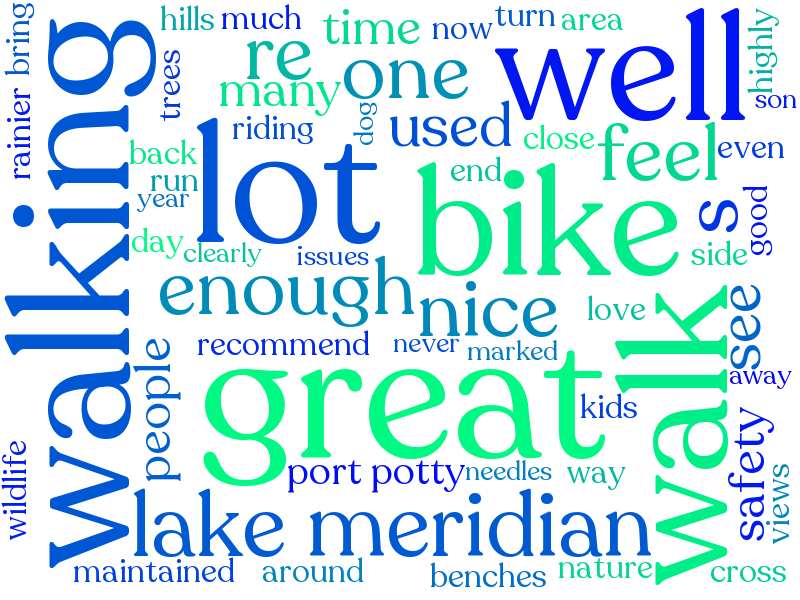 hills
much
time
now
turn
area
highly
bring
walking
re
one
well
trees
many
son
rainier
riding
dog
used
close
feel
even
back
lot
end
bike
run
year
s
good
day
clearly
issues
side
enough
nice
love
walk
see
recommend
never
marked
people
great
away
kids
safety
wildlife
port potty
needles
way
views
lake meridian
maintained
around
benches
nature
cross